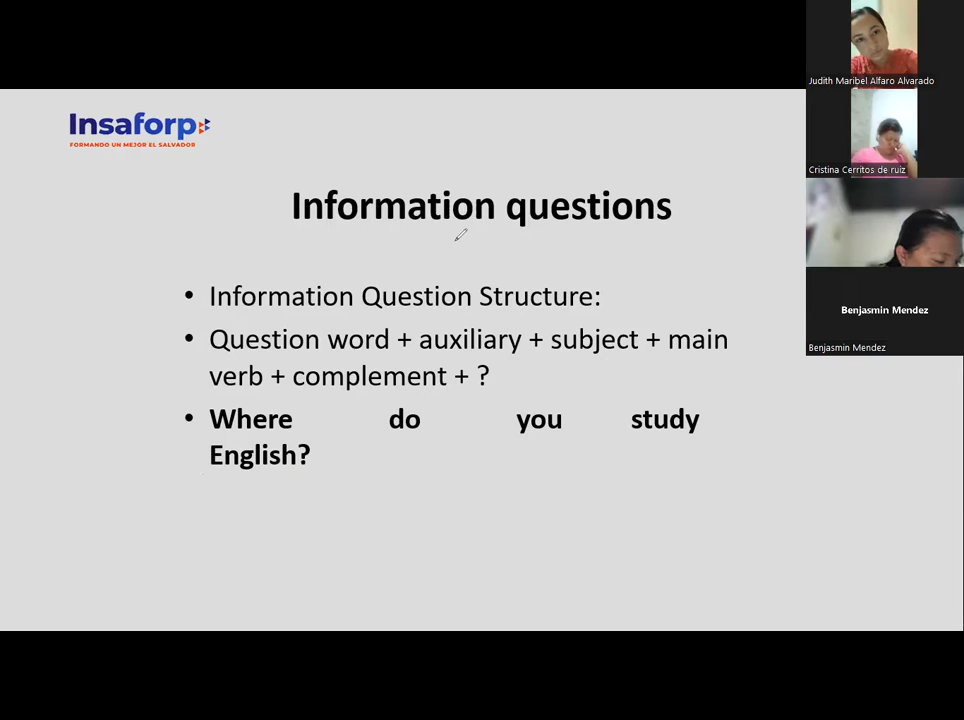 Insaforp
FORMANDO UN MEJOR EL SALVADOR
Information questions
• Information Question Structure:
• Question word + auxiliary + subject + main
verb + complement + ?
• Where do you study
English?
Judith Maribel Alfaro Alvarado
Cristina Cerritos de ruiz
Benjasmin Mendez
Benjasmin Mendez